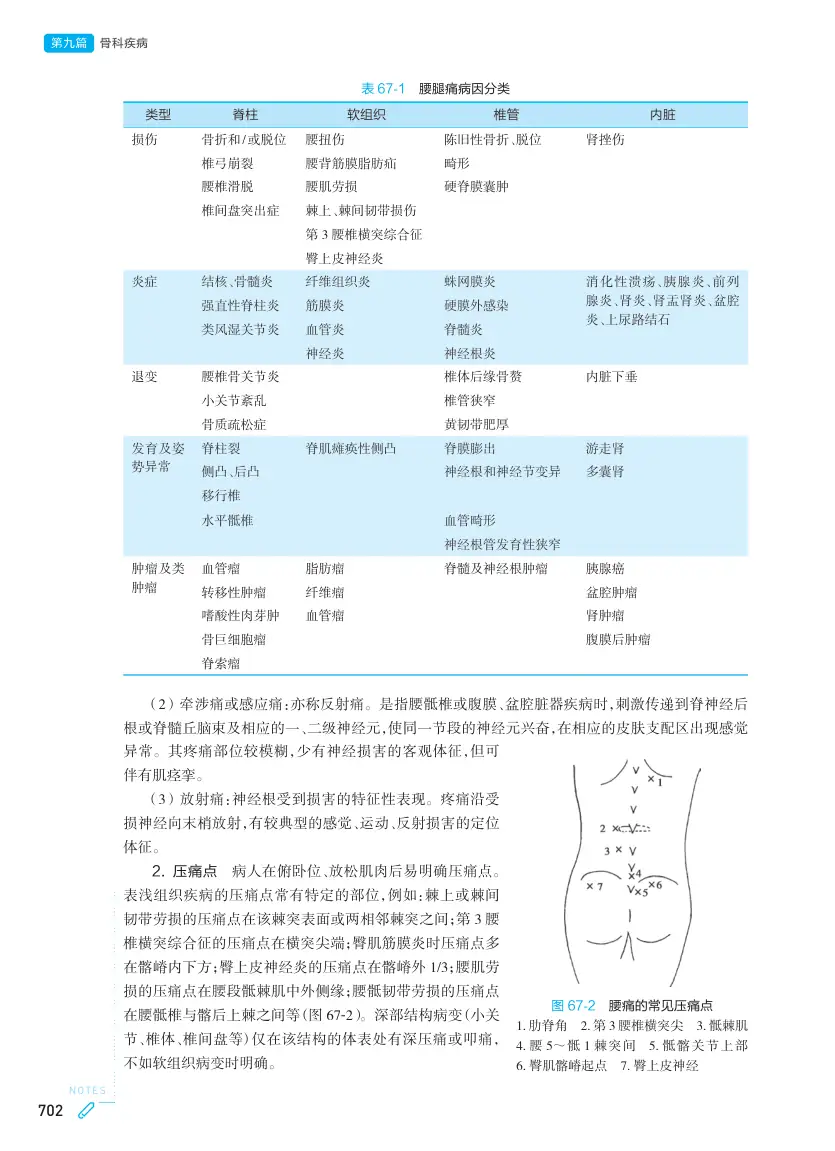 第九篇 骨科疾病
表 67-1 腰腿痛病因分类
类型 脊柱 软组织 椎管 内脏
损伤 骨折和/或脱位 腰扭伤 陈旧性骨折、脱位 肾挫伤
椎弓崩裂 腰背筋膜脂肪疝 畸形
腰椎滑脱 腰肌劳损 硬脊膜囊肿
椎间盘突出症 棘上、棘间韧带损伤
第 3 腰椎横突综合征
臀上皮神经炎
炎症 结核、骨髓炎 纤维组织炎 蛛网膜炎 消化性溃疡、胰腺炎、前列
强直性脊柱炎 筋膜炎 硬膜外感染 腺炎、肾炎、肾盂肾炎、盆腔
类风湿关节炎 血管炎 脊髓炎 炎、上尿路结石
神经炎 神经根炎
退变 腰椎骨关节炎 椎体后缘骨赘 内脏下垂
小关节紊乱 椎管狭窄
骨质疏松症 黄韧带肥厚
发育及姿 脊柱裂 脊肌瘫痪性侧凸 脊膜膨出 游走肾
势异常 侧凸、后凸 神经根和神经节变异 多囊肾
移行椎
水平骶椎 血管畸形
神经根管发育性狭窄
肿瘤及类 血管瘤 脂肪瘤 脊髓及神经根肿瘤 胰腺癌
肿瘤 转移性肿瘤 纤维瘤 盆腔肿瘤
嗜酸性肉芽肿 血管瘤 肾肿瘤
骨巨细胞瘤 腹膜后肿瘤
脊索瘤
（2）牵涉痛或感应痛：亦称反射痛。是指腰骶椎或腹膜、盆腔脏器疾病时，刺激传递到脊神经后
根或脊髓丘脑束及相应的一、二级神经元，使同一节段的神经元兴奋，在相应的皮肤支配区出现感觉
异常。其疼痛部位较模糊，少有神经损害的客观体征，但可
伴有肌痉挛。
（3）放射痛：神经根受到损害的特征性表现。疼痛沿受
损神经向末梢放射，有较典型的感觉、运动、反射损害的定位
体征。
2. 压痛点 病人在俯卧位、放松肌肉后易明确压痛点。
表浅组织疾病的压痛点常有特定的部位，例如：棘上或棘间
韧带劳损的压痛点在该棘突表面或两相邻棘突之间；第 3 腰
椎横突综合征的压痛点在横突尖端；臀肌筋膜炎时压痛点多
在髂嵴内下方；臀上皮神经炎的压痛点在髂嵴外 1/3；腰肌劳
损的压痛点在腰段骶棘肌中外侧缘；腰骶韧带劳损的压痛点
在腰骶椎与髂后上棘之间等（图 67-2）。深部结构病变（小关
节、椎体、椎间盘等）仅在该结构的体表处有深压痛或叩痛，
不如软组织病变时明确。
×1
2 ×
3 ×
×4
×7
×5
×6
图 67-2 腰痛的常见压痛点
1. 肋脊角 2. 第 3 腰椎横突尖 3. 骶棘肌
4. 腰 5～骶 1 棘突间 5. 骶髂关节上部
6. 臀肌髂嵴起点 7. 臀上皮神经
NOTES
702